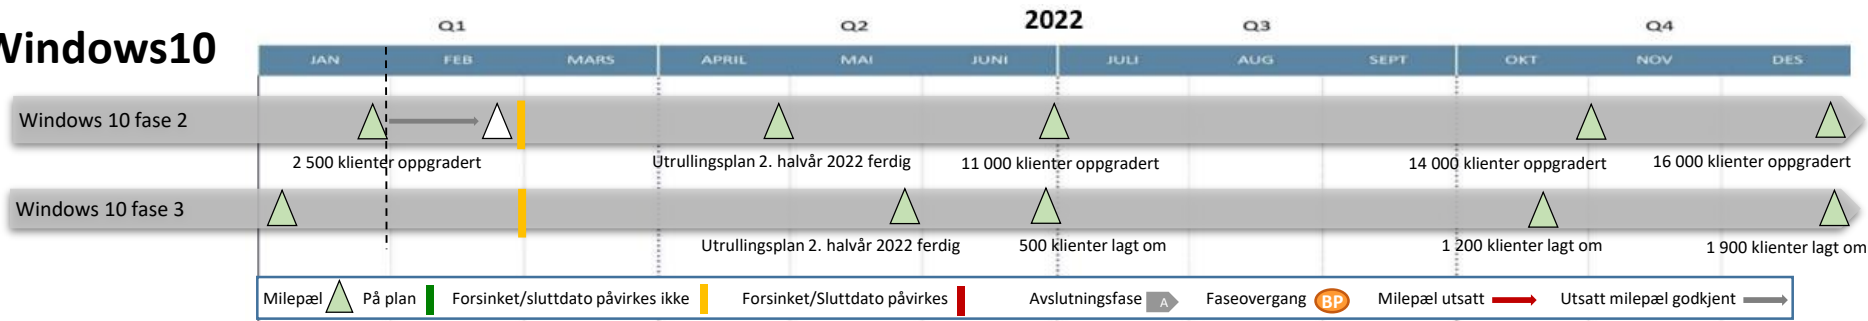 Q1 Q2 2022 Q3 Q4
Windows10
JAN FEB MARS APRIL MAI JUNI JULI AUG SEPT OKT NOV DES
Windows 10 fase 2
2 500 klienter oppgradert Utrullingsplan 2. halvår 2022 ferdig 11 000 klienter oppgradert 14 000 klienter oppgradert 16 000 klienter oppgradert
Windows 10 fase 3
Utrullingsplan 2. halvår 2022 ferdig 500 klienter lagt om 1 200 klienter lagt om 1 900 klienter lagt om
Milepæl På plan Forsinket/sluttdato påvirkes ikke Forsinket/Sluttdato påvirkes Avslutningsfase A Faseovergang BP Milepæl utsatt Utsatt milepæl godkjent